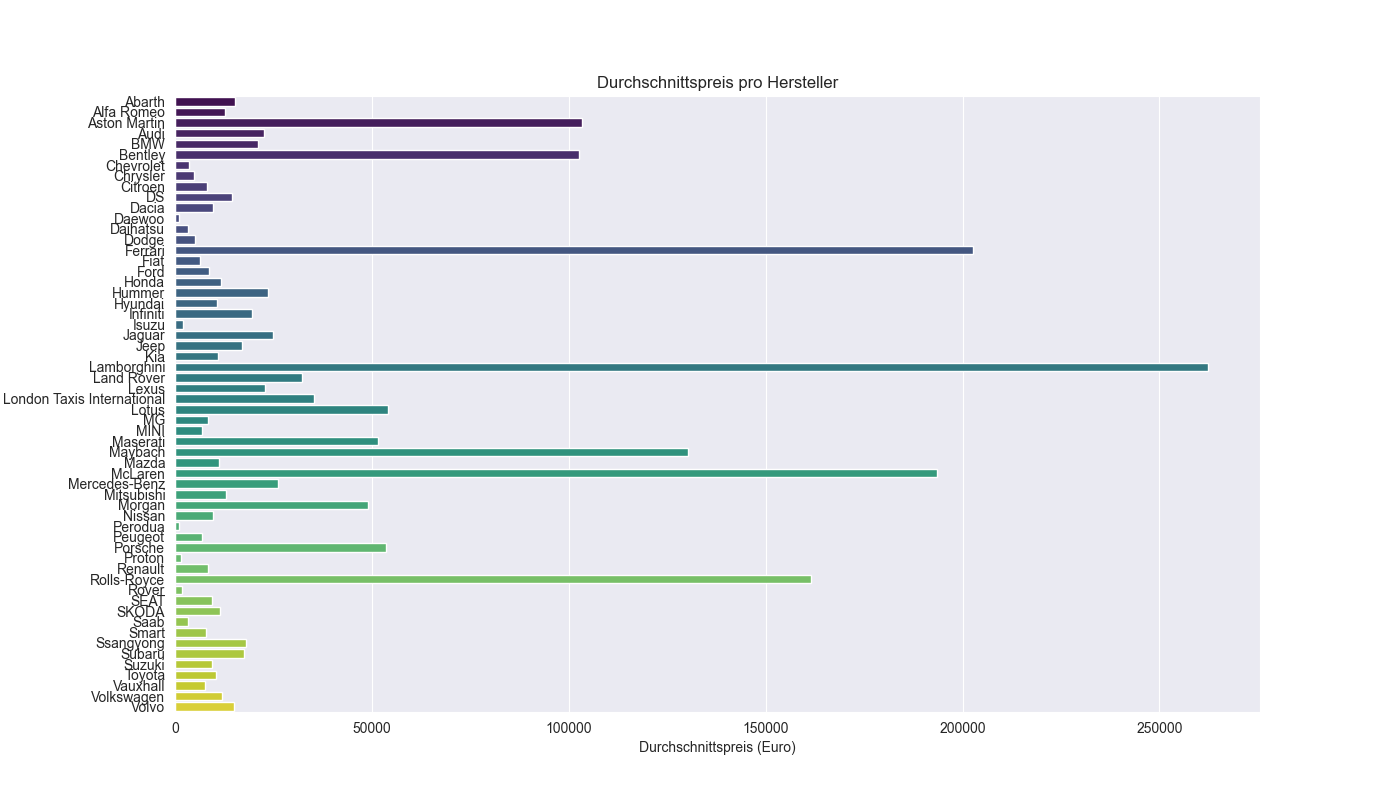 Durchschnittspreis pro Hersteller
Abarth
Alfa Romeo
Aston Martin
Audi
BMW
Bentley
Chevrolet
Chrysler
Citroen
DS
Dacia
Daewoo
Daihatsu
Dodge
Ferrari
Fiat
Ford
Honda
Hummer
Hyundai
Infiniti
Isuzu
Jaguar
Jeep
Kia
Lamborghini
Land Rover
Lexus
London Taxis International
Lotus
MG
MINI
Maserati
Maybach
Mazda
McLaren
Mercedes-Benz
Mitsubishi
Morgan
Nissan
Perodua
Peugeot
Porsche
Proton
Renault
Rolls-Royce
Rover
SEAT
SKODA
Saab
Smart
Ssangyong
Subaru
Suzuki
Toyota
Vauxhall
Volkswagen
Volvo
0 50000 100000 150000 200000 250000
Durchschnittspreis (Euro)